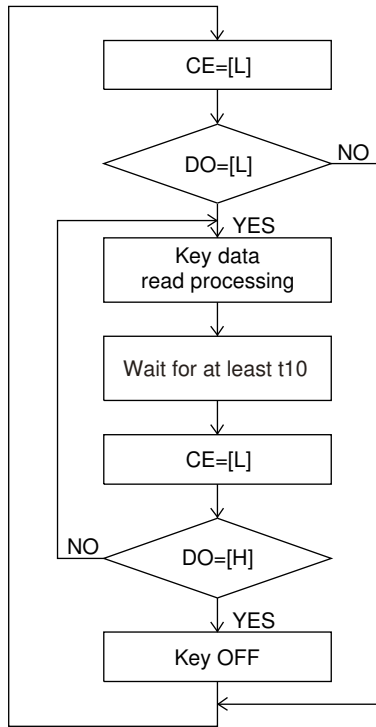 CE=[L]
DO=[L]
NO
YES
Key data
read processing
Wait for at least t10
CE=[L]
NO
DO=[H]
YES
Key OFF